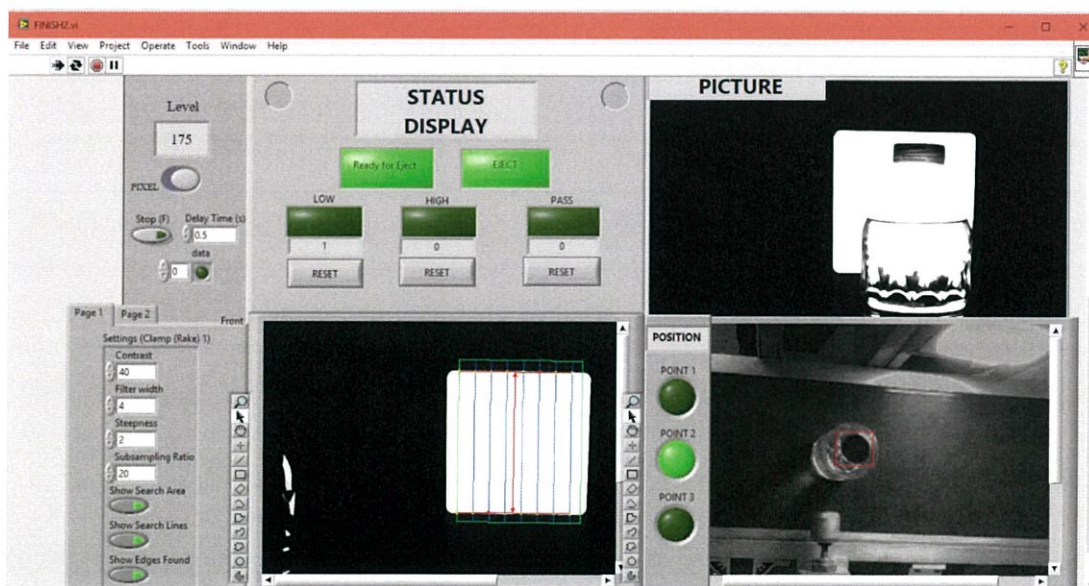 FINISH2.vi
File Edit View Project Operate Tools Window Help
Level
175
PIXEL
Stop (F) Delay Time (s)
0.5
data
0
STATUS
DISPLAY
Ready for Eject EJECT
LOW HIGH PASS
1 0 0
RESET RESET RESET
PICTURE
Page 1 Page 2
Front
Settings (Clamp (Rake) 1)
Contrast
40
Filter width
4
Steepness
2
Subsampling Ratio
20
Show Search Area
Show Search Lines
Show Edges Found
POSITION
POINT 1
POINT 2
POINT 3